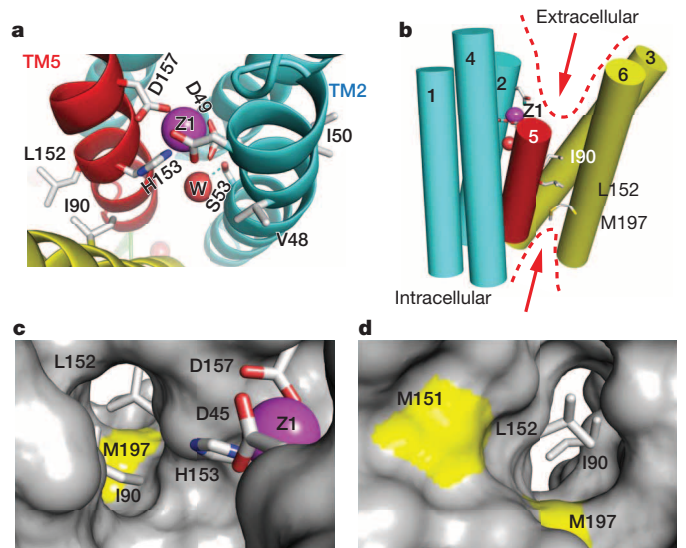 a
TM5
D157
D49
TM2
Z1
I50
L152
H153
W
S53
I90
V48
b
Extracellular
4
3
6
1
2
Z1
5
I90
L152
M197
Intracellular
c
L152
D157
D45
Z1
M197
H153
I90
d
M151
L152
I90
M197